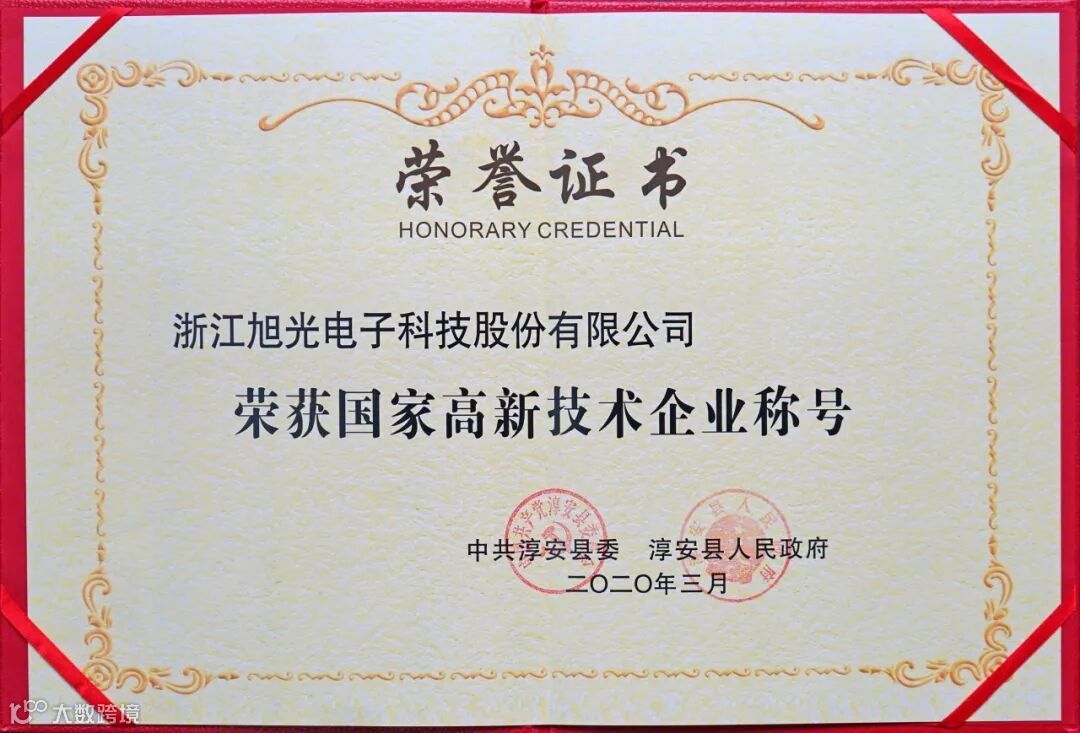 荣誉证书
HONORARY CREDENTIAL
浙江旭光电子科技股份有限公司
荣获国家高新技术企业称号
中共淳安县委 淳安县人民政府
二〇二〇年三月
大数跨境